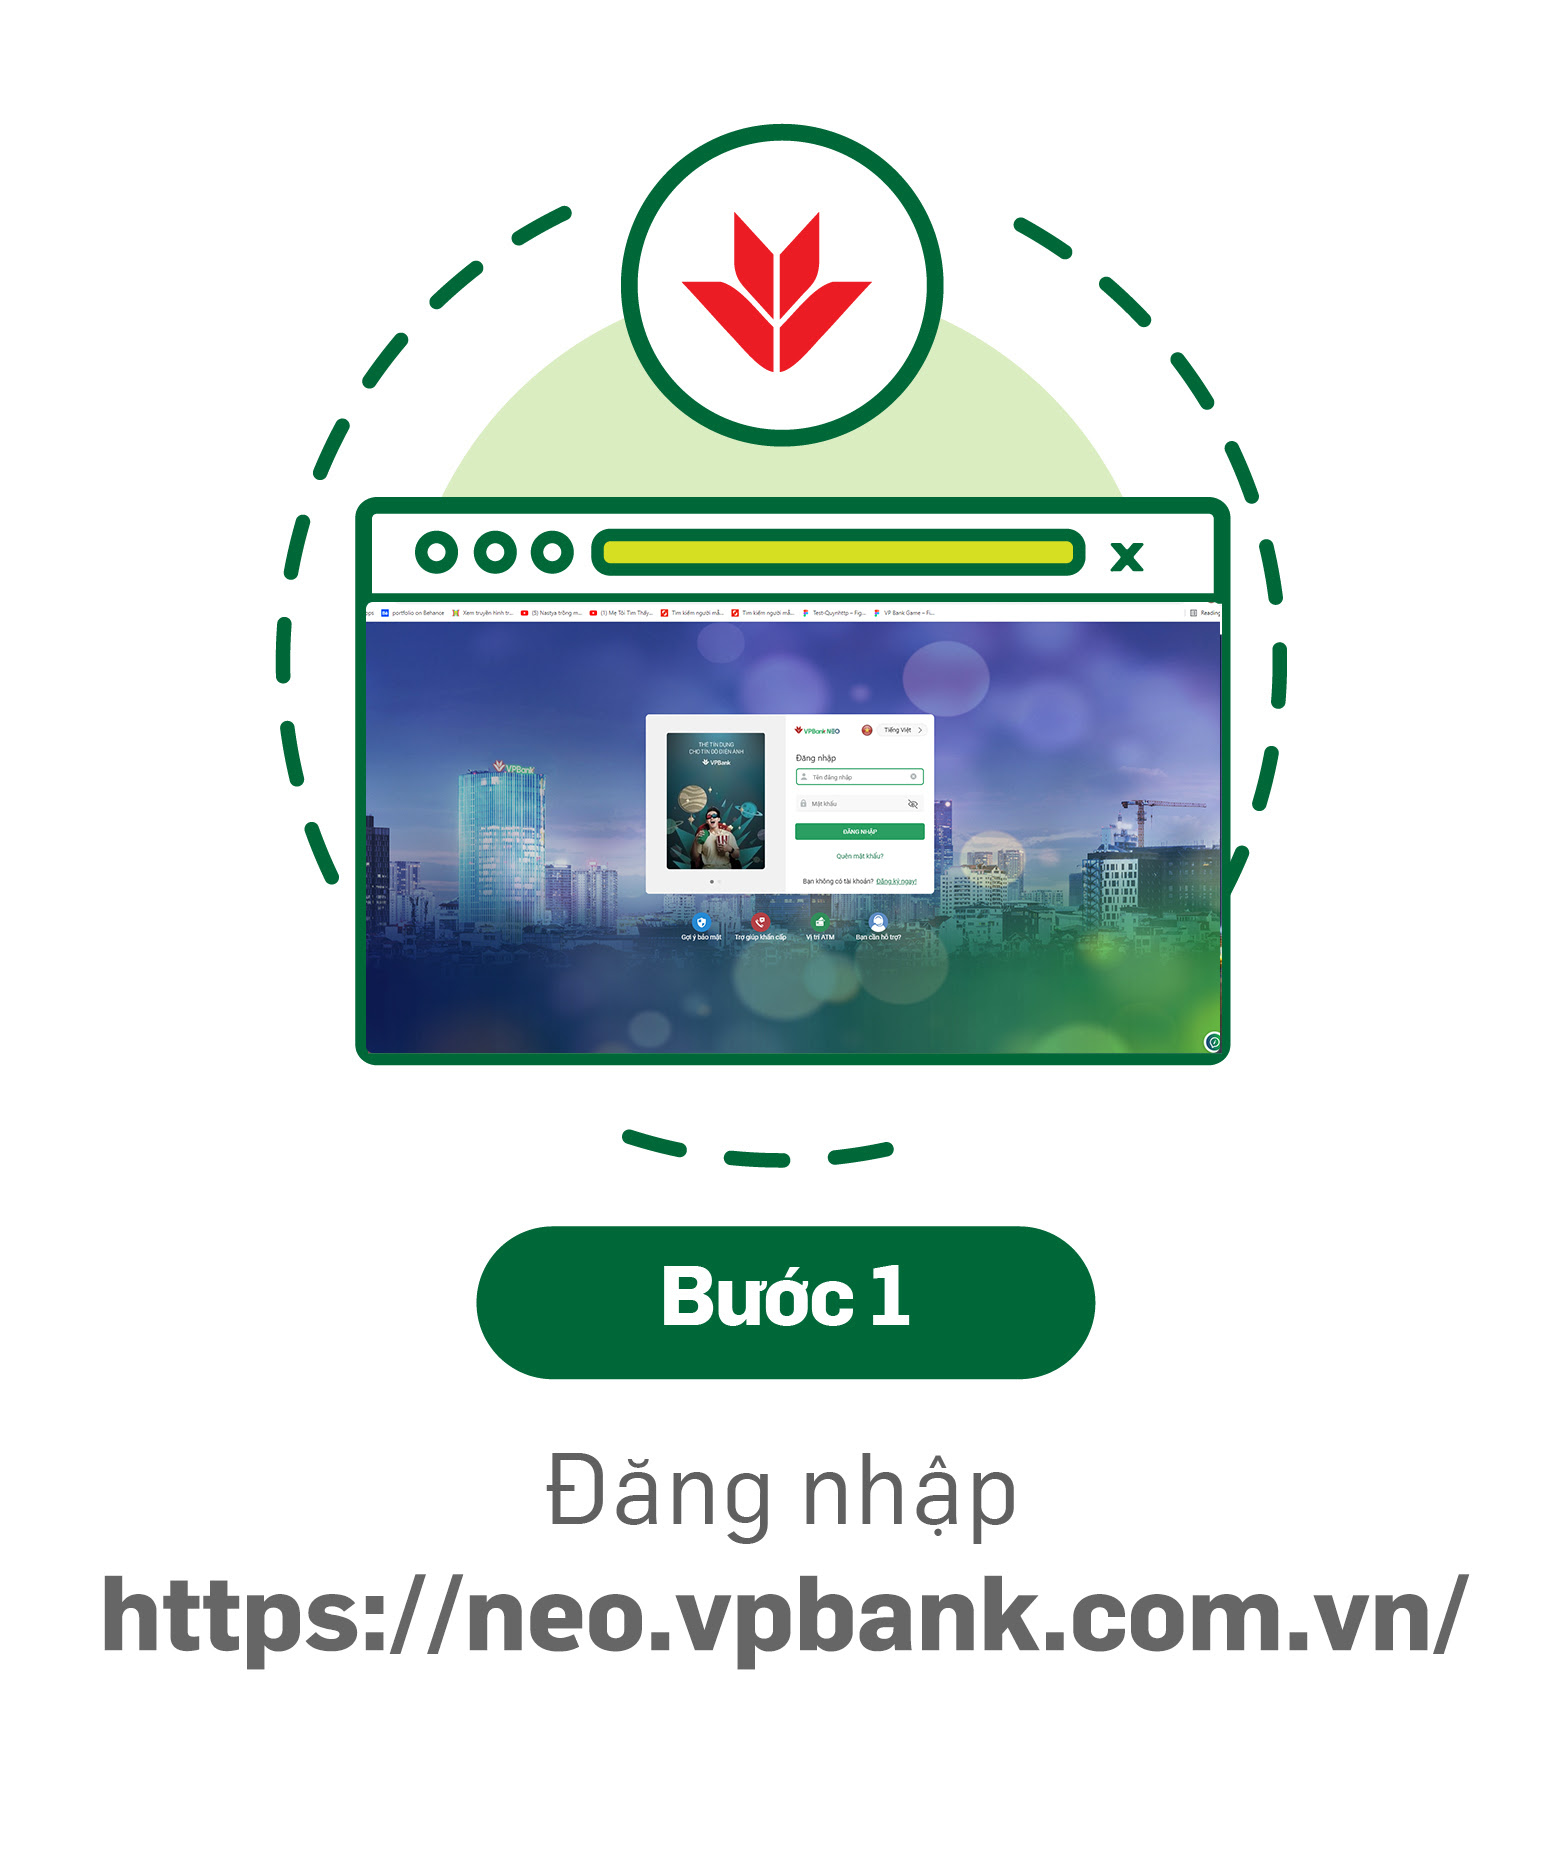 x
portfolio on Behance
Xem truyền hình tr...
(5) Nastya trồng m...
(1) Mẹ Tôi Tìm Thấy...
Tìm kiếm người mẫ...
Tìm kiếm người mẫ...
Test-Quynhttp – Fig...
VP Bank Game – Fi...
Reading
VPBank
THẺ TÍN DỤNG
CHO TÍN ĐỒ ĐIỆN ẢNH
VPBank
VPBank NEO
Tiếng Việt
Đăng nhập
Tên đăng nhập
Mật khẩu
ĐĂNG NHẬP
Quên mật khẩu?
Bạn không có tài khoản? Đăng ký ngay!
Gợi ý bảo mật
Trợ giúp khẩn cấp
Vị trí ATM
Bạn cần hỗ trợ?
Bước 1
Đăng nhập
https://neo.vpbank.com.vn/